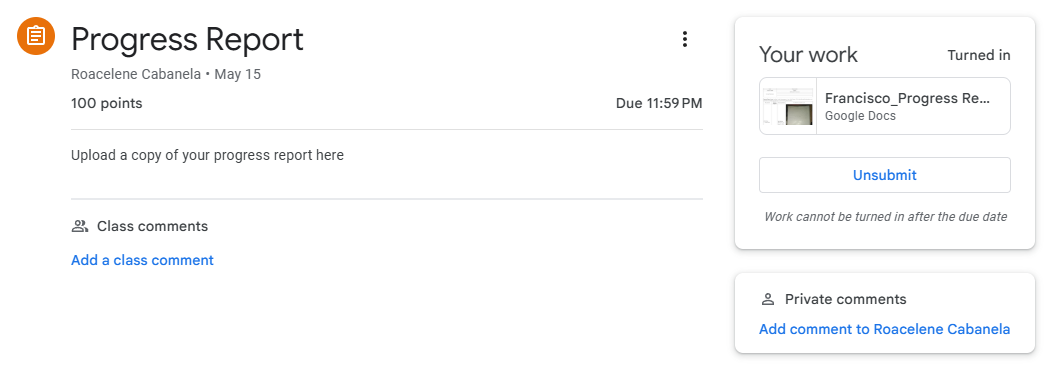 Progress Report
Roacelene Cabanela • May 15
100 points
Due 11:59 PM
Upload a copy of your progress report here
Class comments
Add a class comment
Your work
Turned in
Francisco_Progress Re...
Google Docs
Unsubmit
Work cannot be turned in after the due date
Private comments
Add comment to Roacelene Cabanela